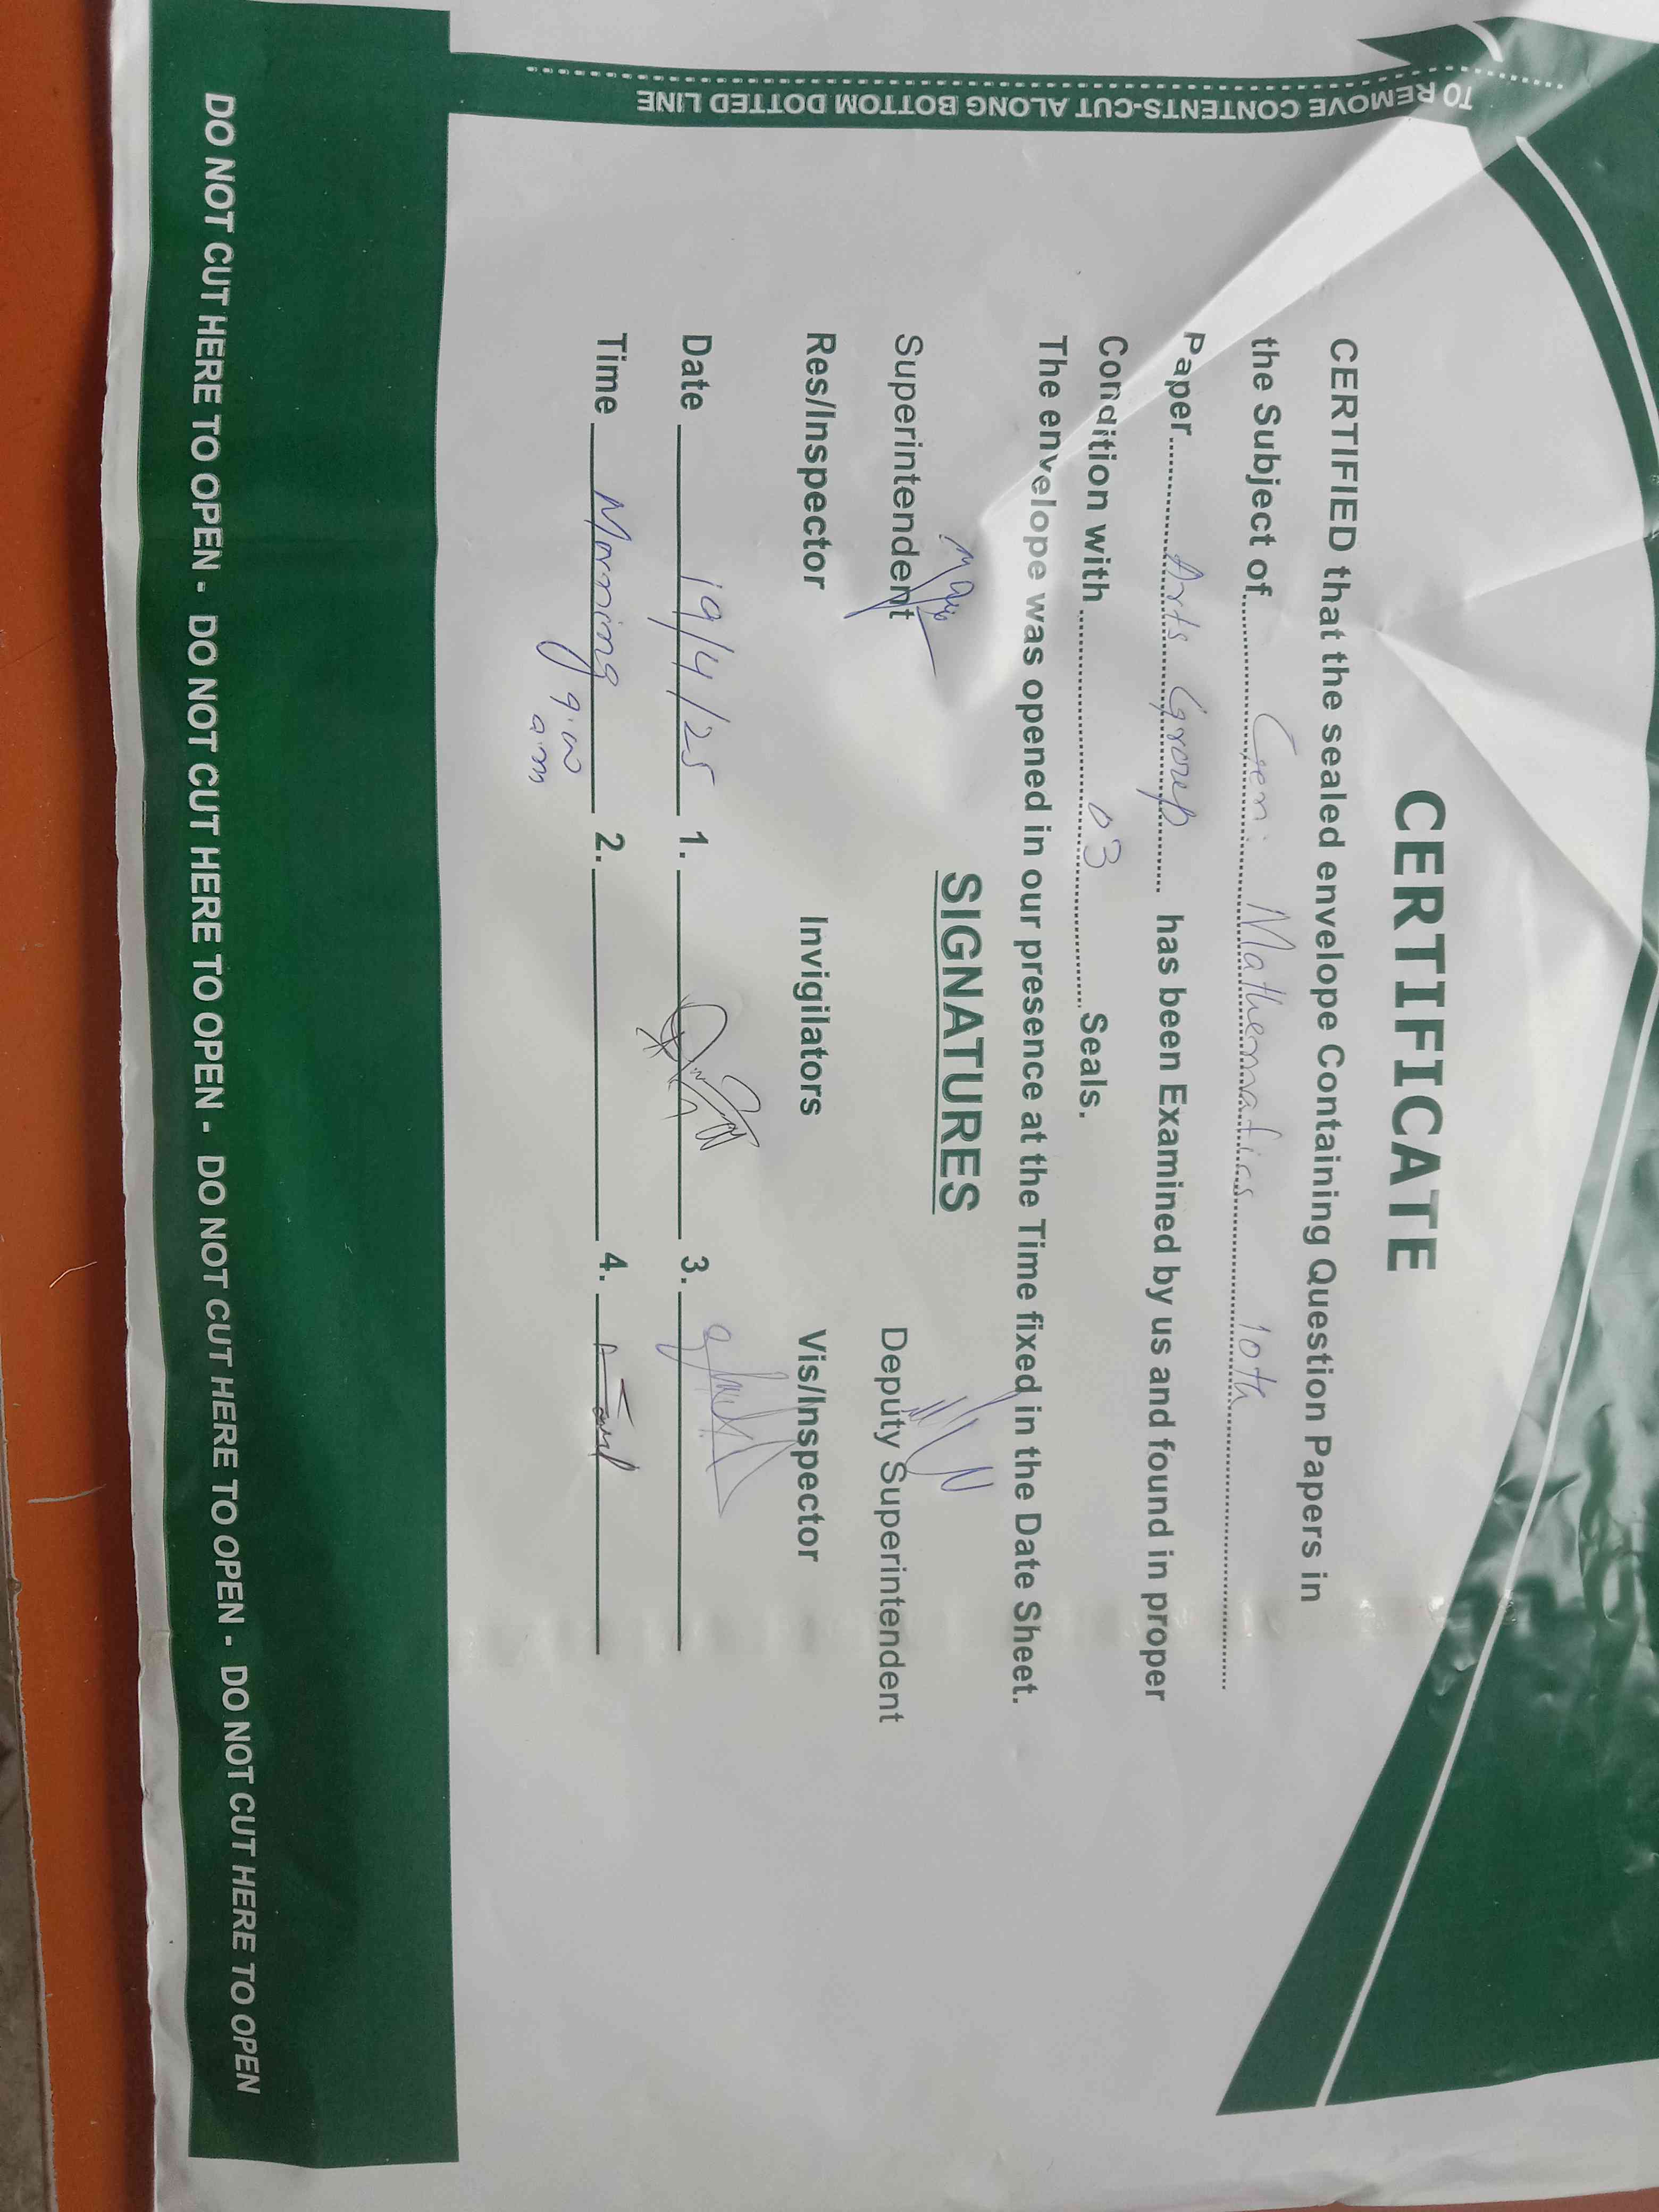 TO REMOVE CONTENTS-CUT ALONG BOTTOM DOTTED LINE
CERTIFICATE
CERTIFIED that the sealed envelope Containing Question Papers in
the Subject of Gen: Mathematics 10th
Paper Arts Group has been Examined by us and found in proper
Condition with 03 Seals.
The envelope was opened in our presence at the Time fixed in the Date Sheet.
SIGNATURES
Superintendent Deputy Superintendent
Res/Inspector Invigilators Vis/Inspector
Date 19/4/25 1. 3.
Time Morning 2. 4.
9:00
am
DO NOT CUT HERE TO OPEN - DO NOT CUT HERE TO OPEN - DO NOT CUT HERE TO OPEN - DO NOT CUT HERE TO OPEN